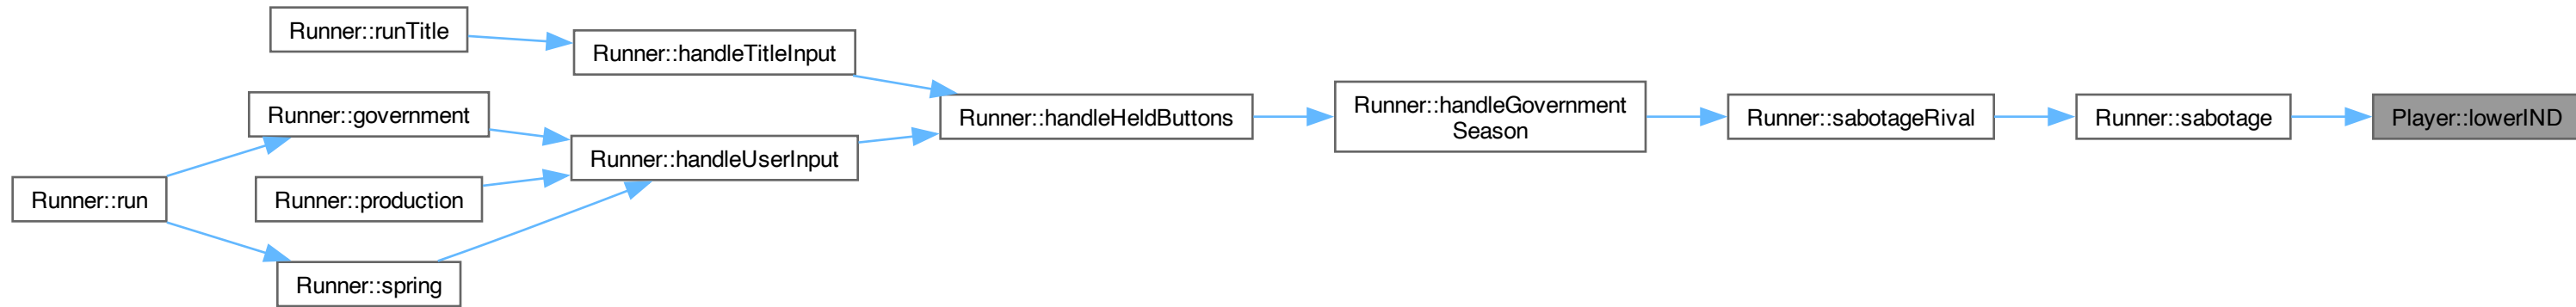 Runner::runTitle
Runner::handleTitleInput
Runner::government
Runner::handleGovernment
Season
Runner::handleHeldButtons
Runner::sabotageRival
Runner::sabotage
Player::lowerIND
Runner::handleUserInput
Runner::run
Runner::production
Runner::spring